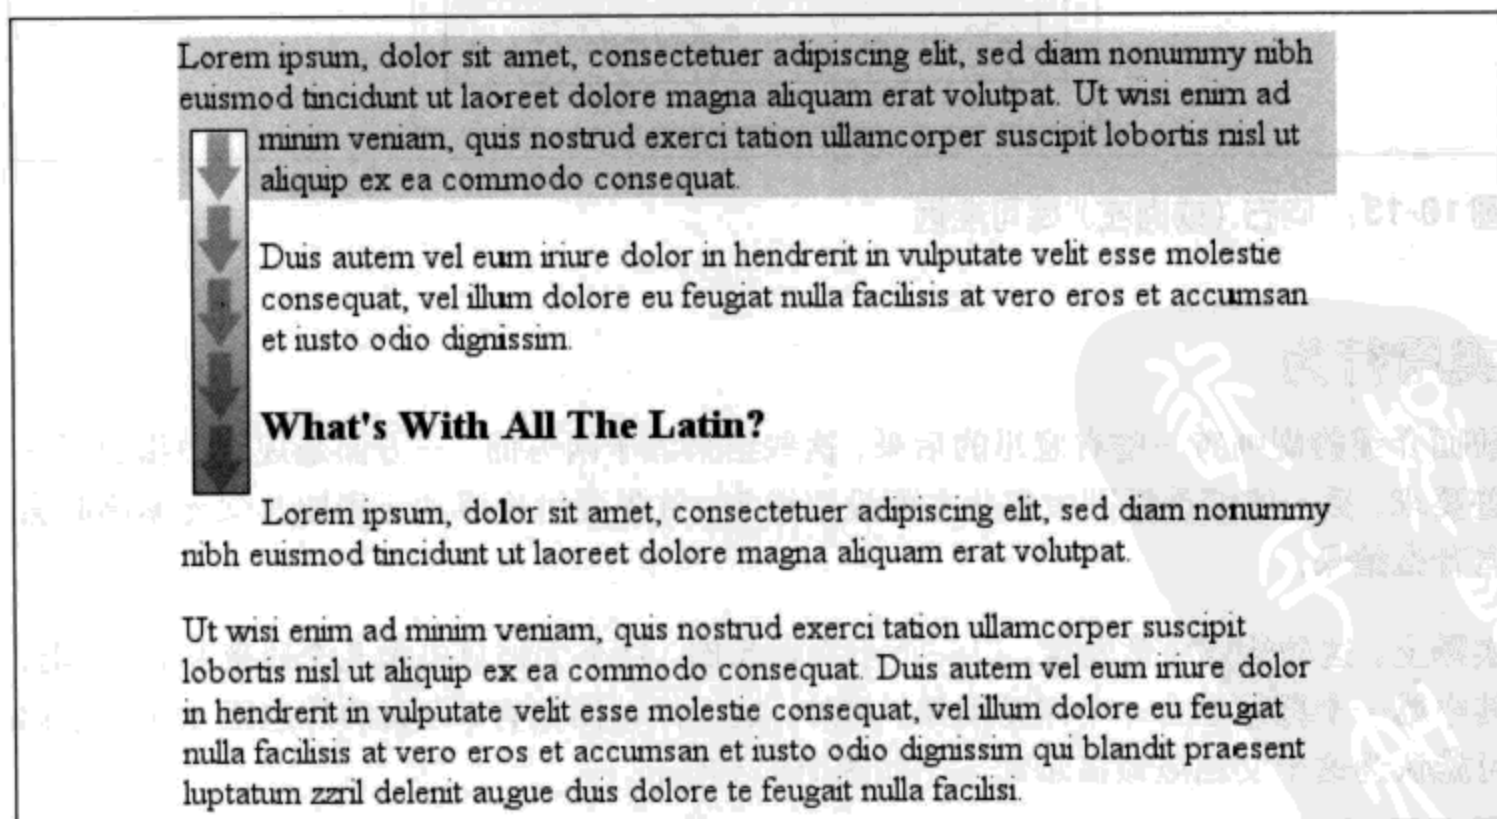 Lorem ipsum, dolor sit amet, consectetuer adipiscing elit, sed diam nonummy nibh
euismod tincidunt ut laoreet dolore magna aliquam erat volutpat. Ut wisi enim ad
minim veniam, quis nostrud exerci tation ullamcorper suscipit lobortis nisl ut
aliquip ex ea commodo consequat.
Duis autem vel eum iriure dolor in hendrerit in vulputate velit esse molestie
consequat, vel illum dolore eu feugiat nulla facilisis at vero eros et accumsan
et iusto odio dignissim.
What's With All The Latin?
Lorem ipsum, dolor sit amet, consectetuer adipiscing elit, sed diam nonummy
nibh euismod tincidunt ut laoreet dolore magna aliquam erat volutpat.
Ut wisi enim ad minim veniam, quis nostrud exerci tation ullamcorper suscipit
lobortis nisl ut aliquip ex ea commodo consequat. Duis autem vel eum iriure dolor
in hendrerit in vulputate velit esse molestie consequat, vel illum dolore eu feugiat
nulla facilisis at vero eros et accumsan et iusto odio dignissim qui blandit praesent
luptatum zzril delenit augue duis dolore te feugait nulla facilisi.